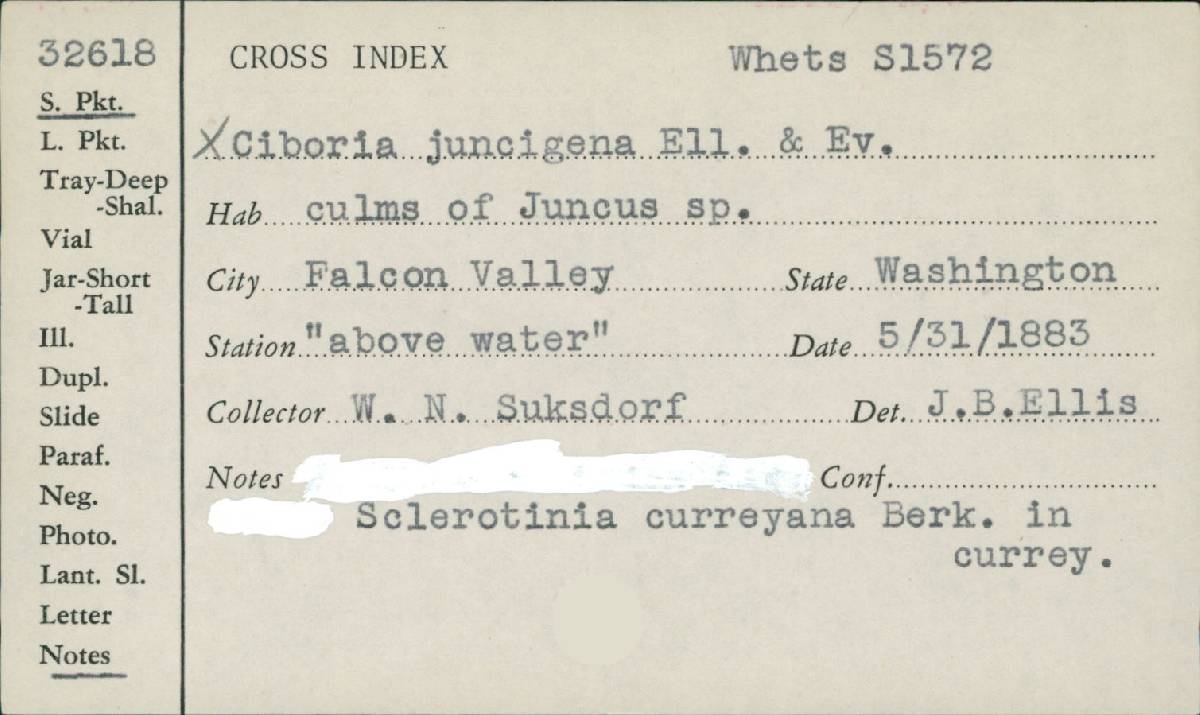 32618 CROSS INDEX Whets S1572
S. Pkt.
L. Pkt.
Tray-Deep
-Shal.
Vial
Jar-Short
-Tall
Ill.
Dupl.
Slide
Paraf.
Neg.
Photo.
Lant. Sl.
Letter
Notes
XCiboria juncigena Ell. & Ev.
Hab culms of Juncus sp.
City Falcon Valley State Washington
Station "above water" Date 5/31/1883
Collector W. N. Suksdorf Det. J.B.Ellis
Notes Conf.
Sclerotinia curreyana Berk. in
currey.